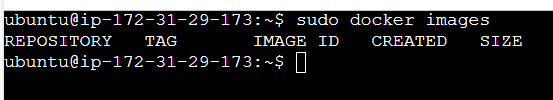 ubuntu@ip-172-31-29-173:~$ sudo docker images
REPOSITORY   TAG       IMAGE ID   CREATED   SIZE
ubuntu@ip-172-31-29-173:~$